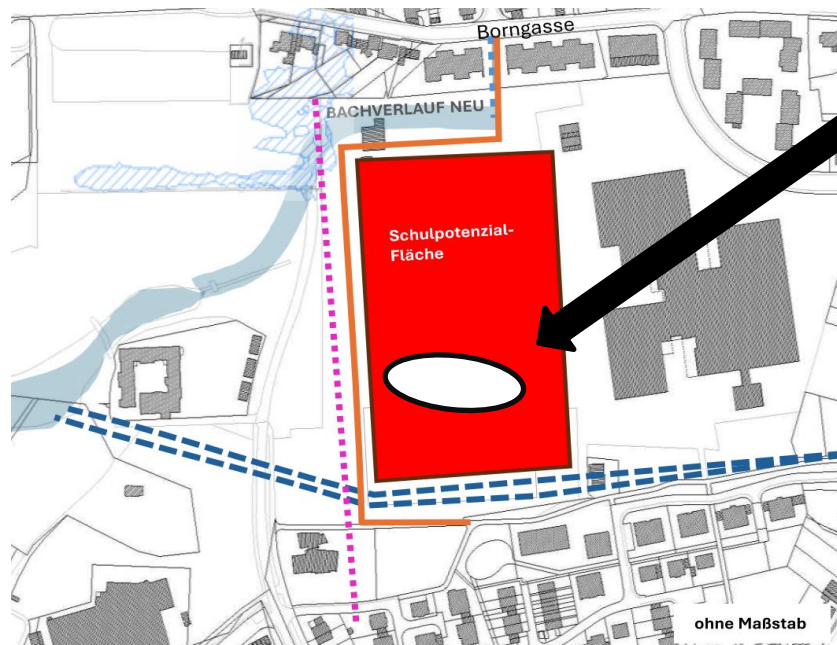 Borngasse
BACHVERLAUF NEU
Schulpotenzial-
Fläche
ohne Maßstab